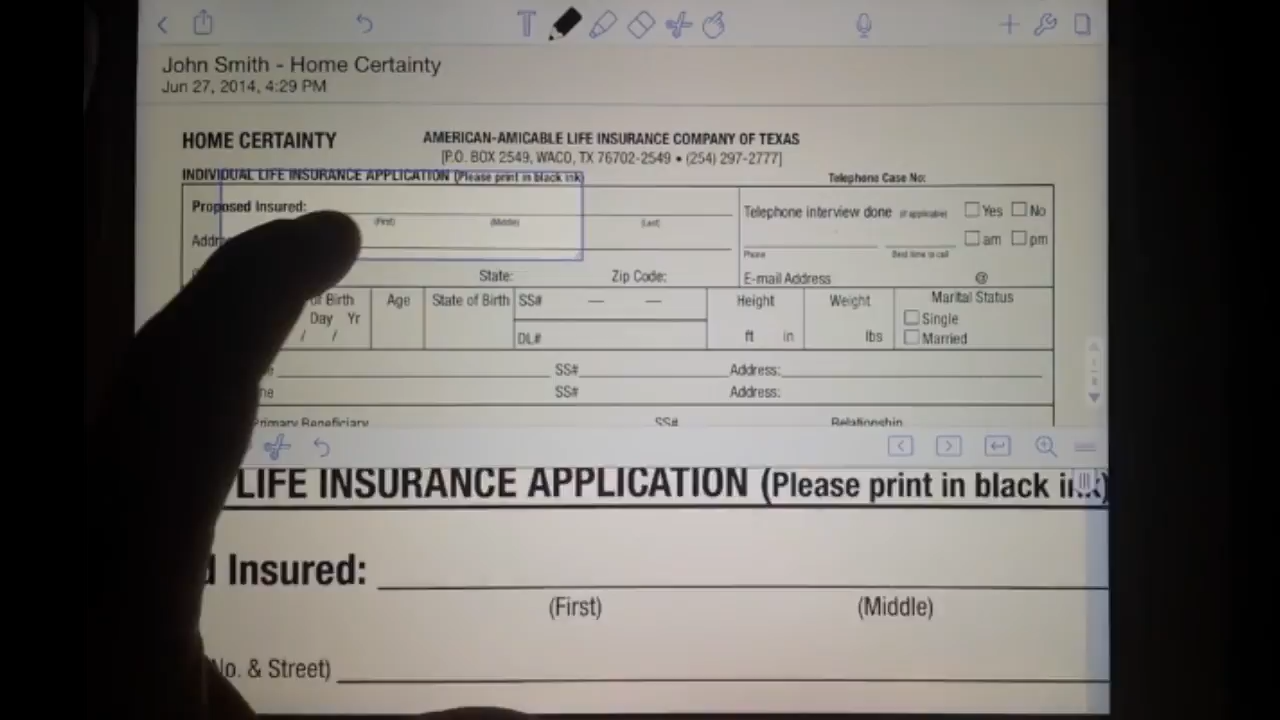 John Smith - Home Certainty
Jun 27, 2014, 4:29 PM
HOME CERTAINTY
AMERICAN-AMICABLE LIFE INSURANCE COMPANY OF TEXAS
[P.O. BOX 2549, WACO, TX 76702-2549 • (254) 297-2777]
INDIVIDUAL LIFE INSURANCE APPLICATION (Please print in black ink)
Telephone Case No:
Proposed Insured:
(First) (Middle) (Last)
Telephone interview done (if applicable) Yes No
am pm
Phone Best time to call
Addr
State: Zip Code:
E-mail Address @
of Birth Age State of Birth SS# — — Height Weight Marital Status
Day Yr
Single
/ / DL# ft in lbs Married
SS# Address:
SS# Address:
Primary Beneficiary SS# Relationship
LIFE INSURANCE APPLICATION (Please print in black ink)
d Insured:
(First) (Middle)
No. & Street)